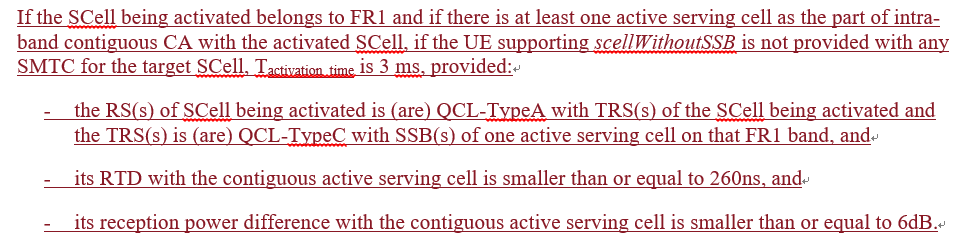 If the SCell being activated belongs to FR1 and if there is at least one active serving cell as the part of intra-
band contiguous CA with the activated SCell, if the UE supporting scellWithoutSSB is not provided with any
SMTC for the target SCell, Tactivation_time is 3 ms, provided:
- the RS(s) of SCell being activated is (are) QCL-TypeA with TRS(s) of the SCell being activated and
the TRS(s) is (are) QCL-TypeC with SSB(s) of one active serving cell on that FR1 band, and
- its RTD with the contiguous active serving cell is smaller than or equal to 260ns, and
- its reception power difference with the contiguous active serving cell is smaller than or equal to 6dB.